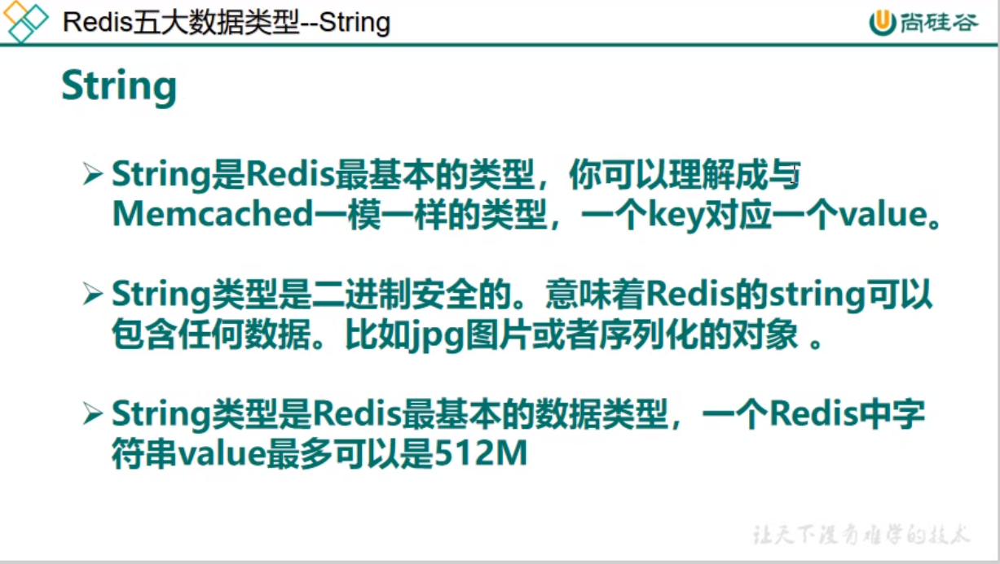 Redis五大数据类型--String
尚硅谷
String
String是Redis最基本的类型，你可以理解成与
Memcached一模一样的类型，一个key对应一个value。
String类型是二进制安全的。意味着Redis的string可以
包含任何数据。比如jpg图片或者序列化的对象 。
String类型是Redis最基本的数据类型，一个Redis中字
符串value最多可以是512M
让天下没有难学的技术